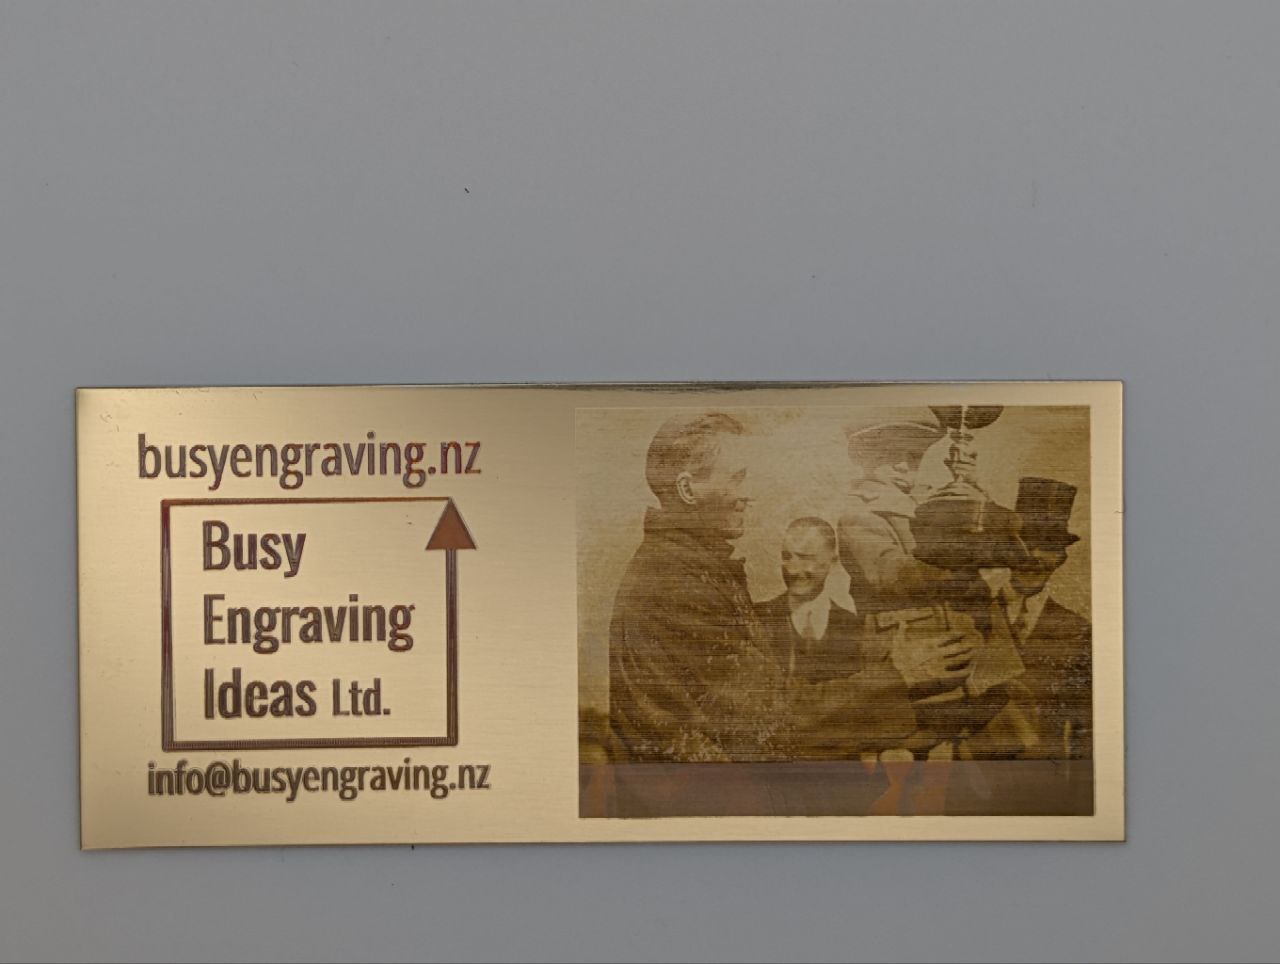 busyengraving.nz
Busy
Engraving
Ideas Ltd.
info@busyengraving.nz